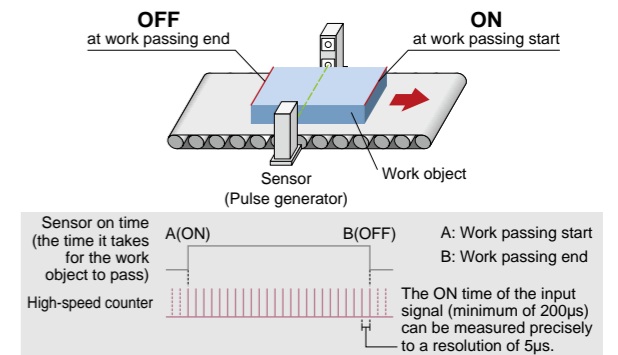 OFF
at work passing end
ON
at work passing start
Work object
Sensor
(Pulse generator)
Sensor on time
(the time it takes
for the work
object to pass)
A(ON)
B(OFF)
A: Work passing start
B: Work passing end
High-speed counter
The ON time of the input
signal (minimum of 200µs)
can be measured precisely
to a resolution of 5µs.